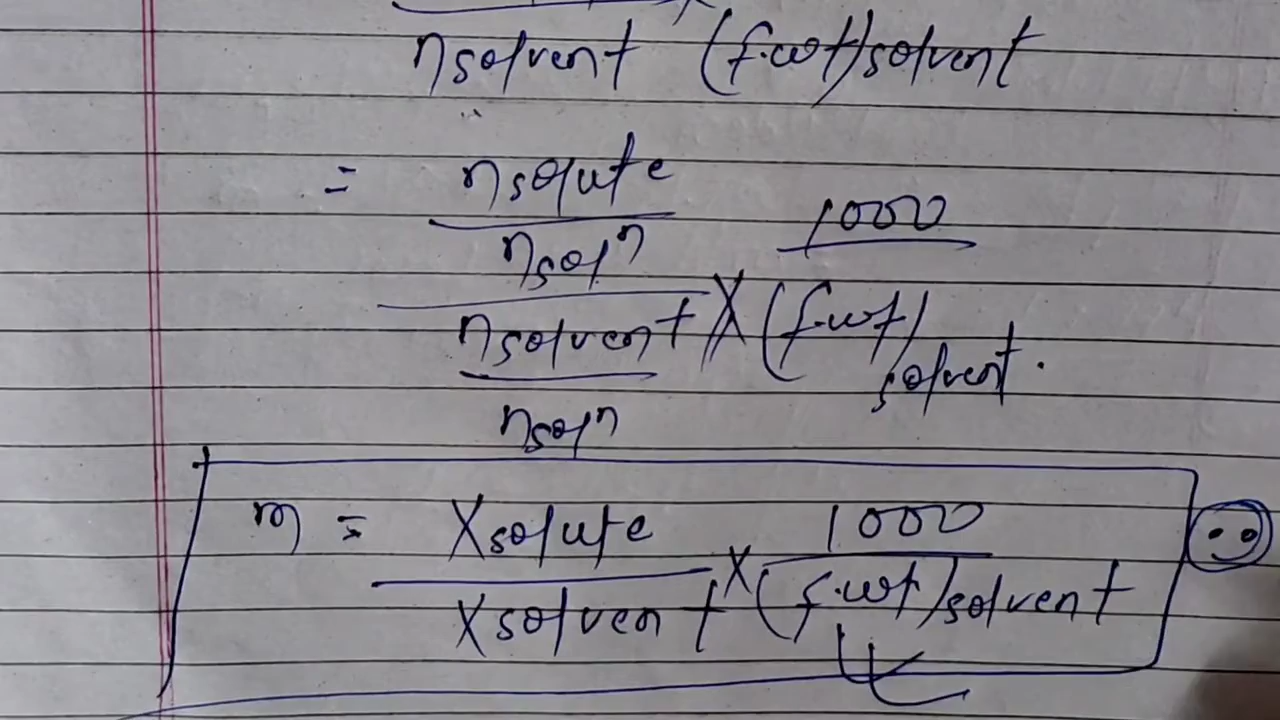 nsolvent (f.wt)solvent
= nsolute
1000
nsoln
nsolvent X (f.wt)solvent.
nsoln
m = Xsolute 1000
Xsolvent x (f.wt)solvent